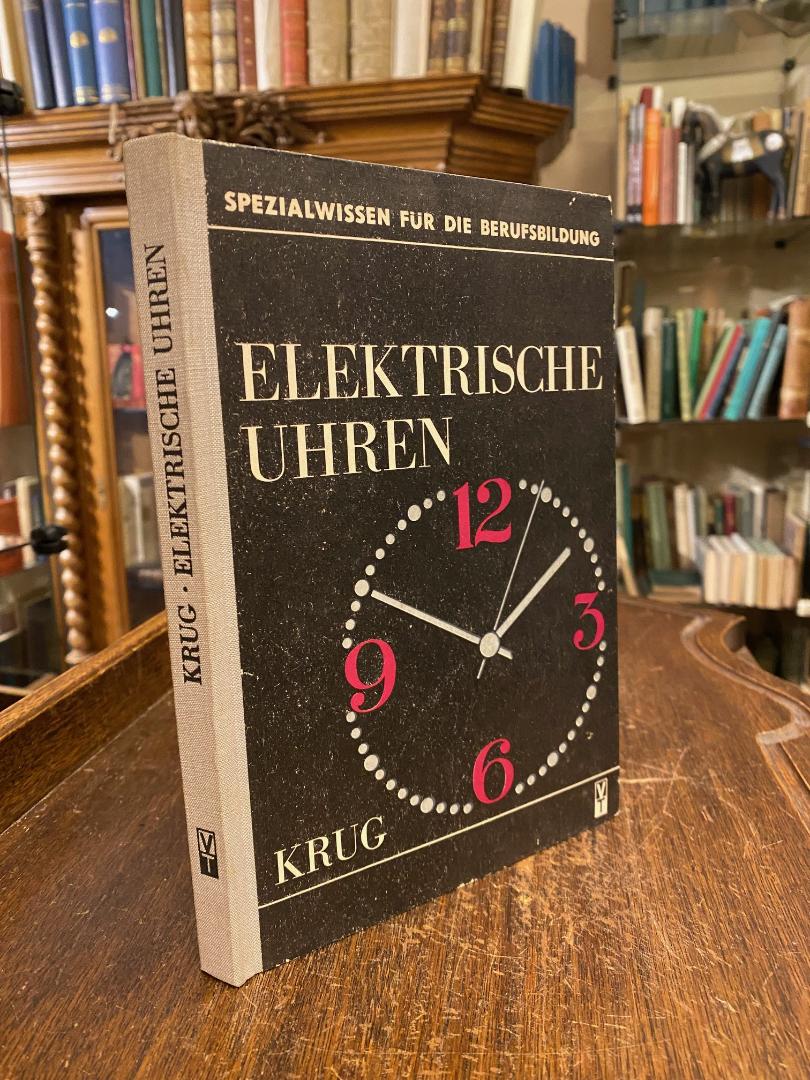 SPEZIALWISSEN FÜR DIE BERUFSBILDUNG
ELEKTRISCHE
UHREN
12
3
9
6
KRUG
VT
KRUG · ELEKTRISCHE UHREN
VT